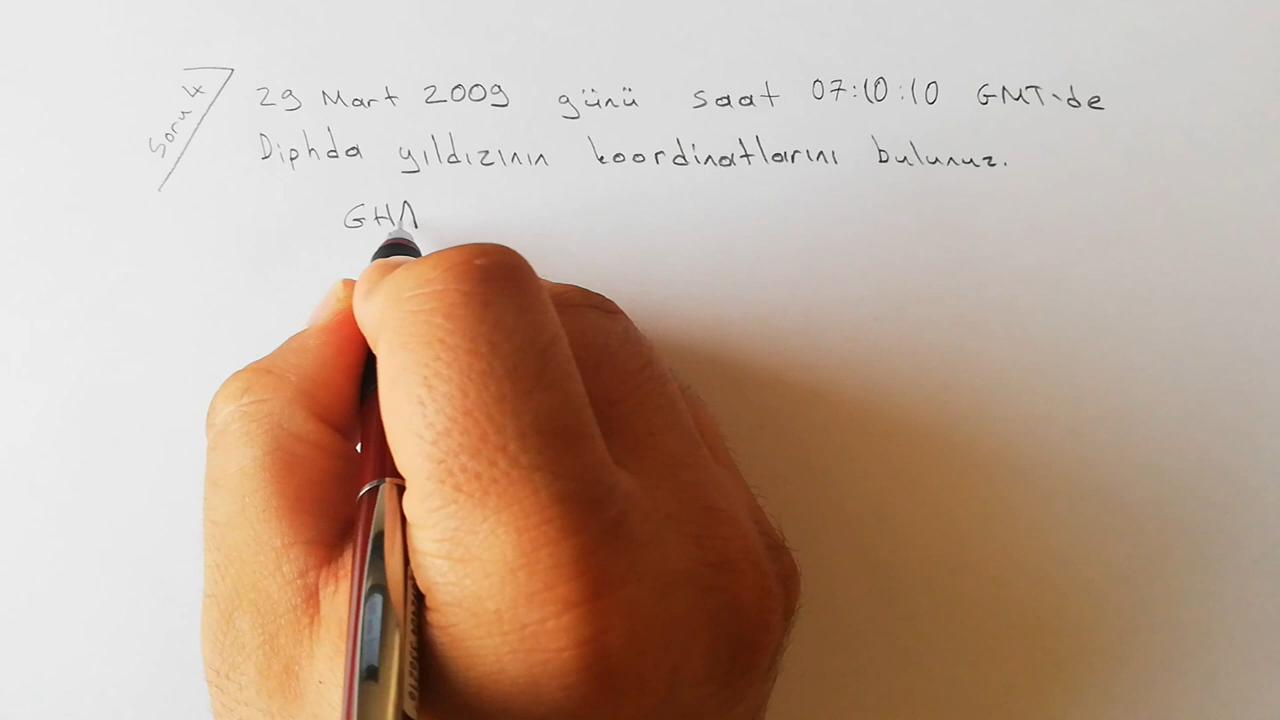 Soru 4
29 Mart 2009 günü saat 07:10:10 GMT'de
Diphda yıldızının koordinatlarını bulunuz.
GHA